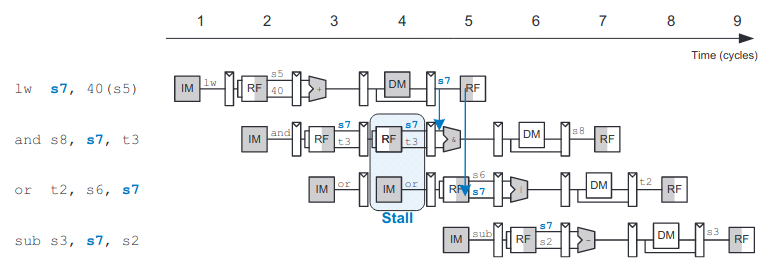 1 2 3 4 5 6 7 8 9
Time (cycles)
lw s7, 40(s5) IM lw RF s5 40 + DM s7 RF
and s8, s7, t3 IM and RF s7 t3 RF s7 t3 & DM s8 RF
or t2, s6, s7 IM or IM or RF s6 s7 | DM t2 RF
Stall
sub s3, s7, s2 IM sub RF s7 s2 - DM s3 RF